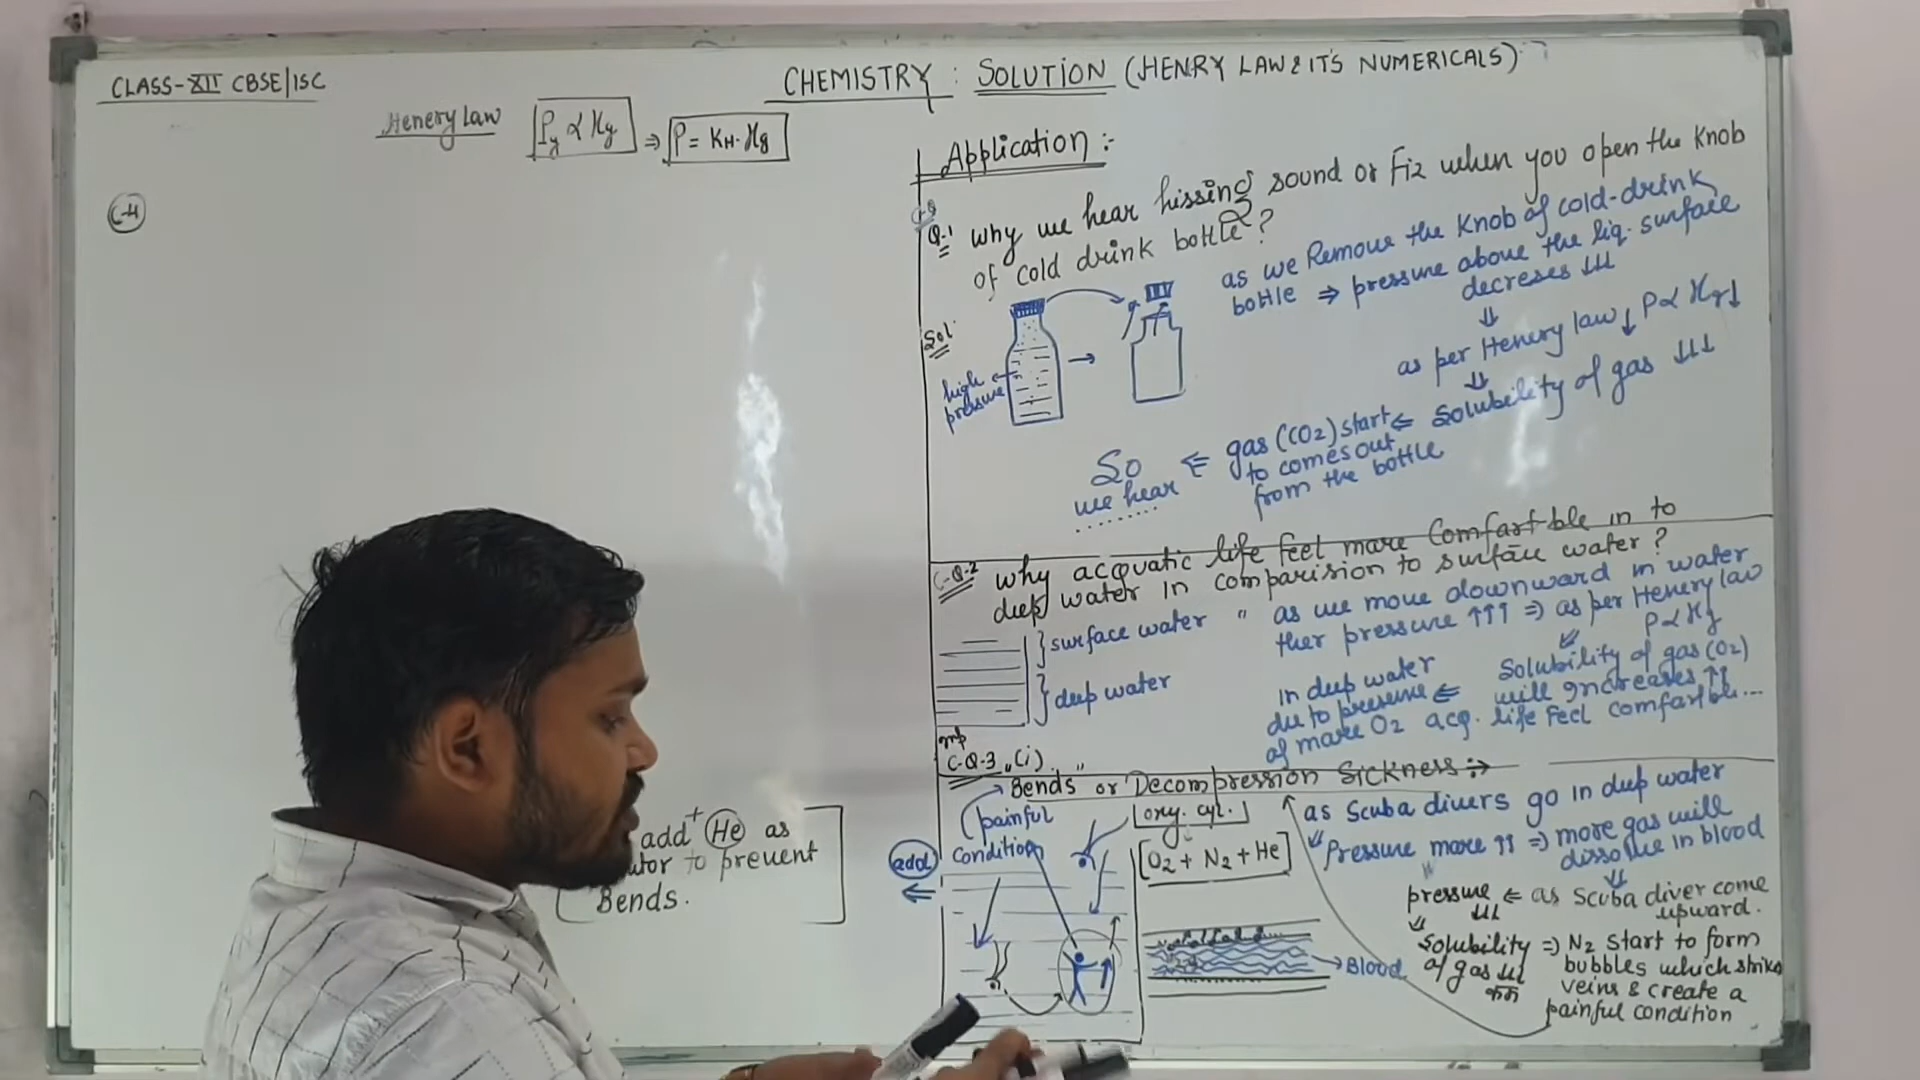 CLASS-XII CBSE/ISC
CHEMISTRY : SOLUTION (HENRY LAW & IT'S NUMERICALS)
Henery Law
Py ∝ Xg ⇒ P = KH·Xg
C-4
Application :-
Q-1 Why we hear hissing sound or Fiz when you open the Knob
of cold drink bottle?
Sol
high
pressure
as we Remove the Knob of cold-drink
bottle ⇒ pressure above the liq. surface
decreses ↓↓↓
⇓
as per Henery law ↓ P ∝ Xg ↓
⇓
gas (CO2) start ⇐ Solubility of gas ↓↓↓
to comes out
from the bottle
So ⇐
we hear
........
C-Q-2 Why acquatic life feel more Comfartble in to
deep water in comparision to surface water?
surface water
deep water
" as we move downward in water
ther pressure ↑↑↑ ⇒ as per Henery law
P ∝ Xg
Solubility of gas (O2)
will increases ↑↑
in deep water
due to presense ⇐
of more O2 acq. life feel comfartble...
imp
C-Q-3 (i) "
Bends or Decompression Sickness :→
painful
Condition
oxy. cyl.
O2 + N2 + He
add
Blood
as Scuba divers go in deep water
Pressure more ↑↑ ⇒ more gas will
dissolve in blood
⇓
pressure ⇐ as Scuba diver come
↓↓↓ upward.
Solubility ⇒ N2 start to form
of gas ↓↓↓ bubbles which
veins & create a
painful condition
add He as
to prevent
Bends.